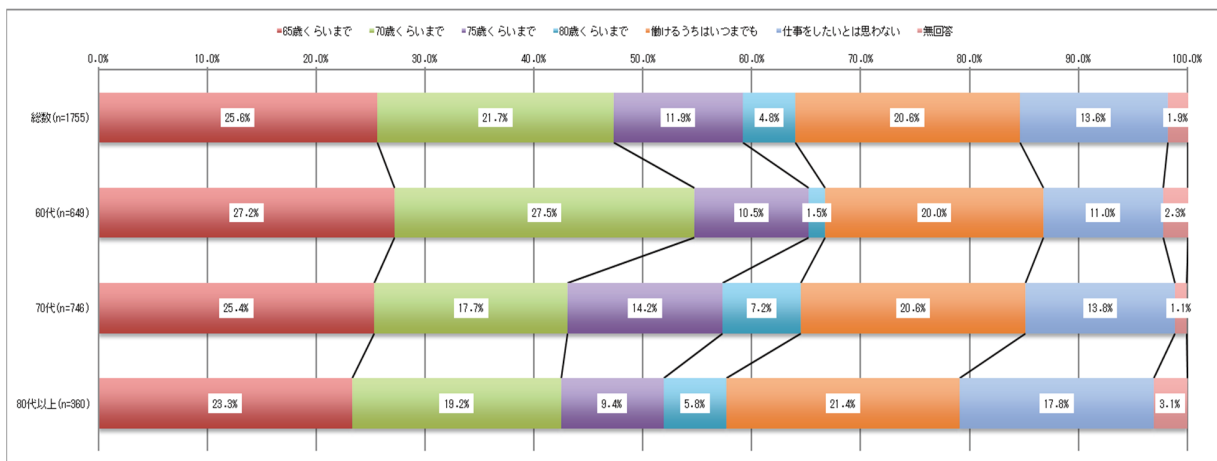 65歳くらいまで 70歳くらいまで 75歳くらいまで 80歳くらいまで 働けるうちはいつまでも 仕事をしたいとは思わない 無回答
0.0% 10.0% 20.0% 30.0% 40.0% 50.0% 60.0% 70.0% 80.0% 90.0% 100.0%
総数(n=1755) 25.6% 21.7% 11.9% 4.8% 20.6% 13.6% 1.9%
60代(n=649) 27.2% 27.5% 10.5% 1.5% 20.0% 11.0% 2.3%
70代(n=746) 25.4% 17.7% 14.2% 7.2% 20.6% 13.8% 1.1%
80代以上(n=360) 23.3% 19.2% 9.4% 5.8% 21.4% 17.8% 3.1%